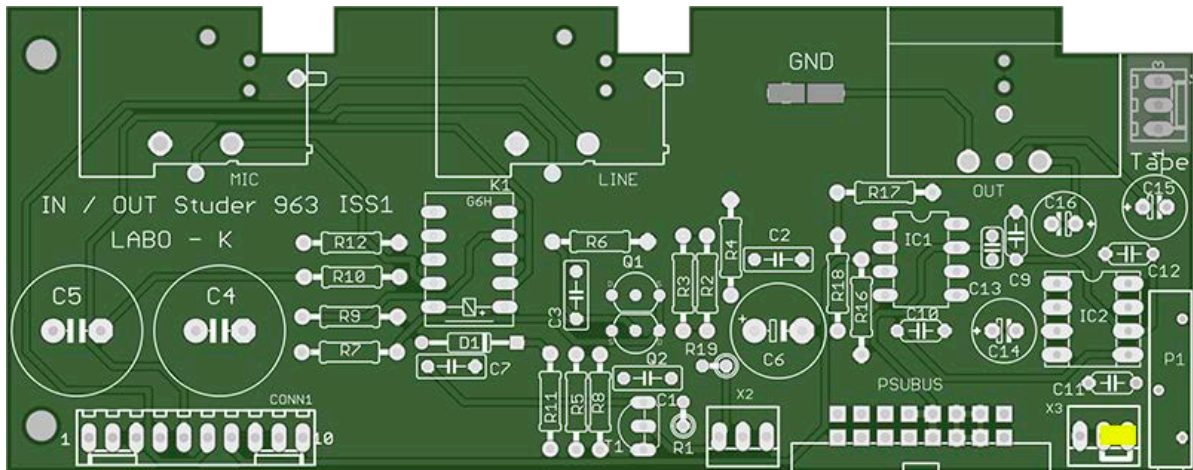 GND
3
1
Tape
MIC
LINE
OUT
K1
G6H
IN / OUT Studer 963 ISS1
LABO - K
R17
C15
C16
R12
R6
R4
C2
IC1
C12
R10
Q1
R3
R2
R18
R16
C9
C13
C5
C4
R9
C3
C10
IC2
C14
R7
D1
C7
Q2
R19
C6
P1
R11
R5
R8
C1
T1
R1
X2
PSUBUS
C11
X3
CONN1
1
10